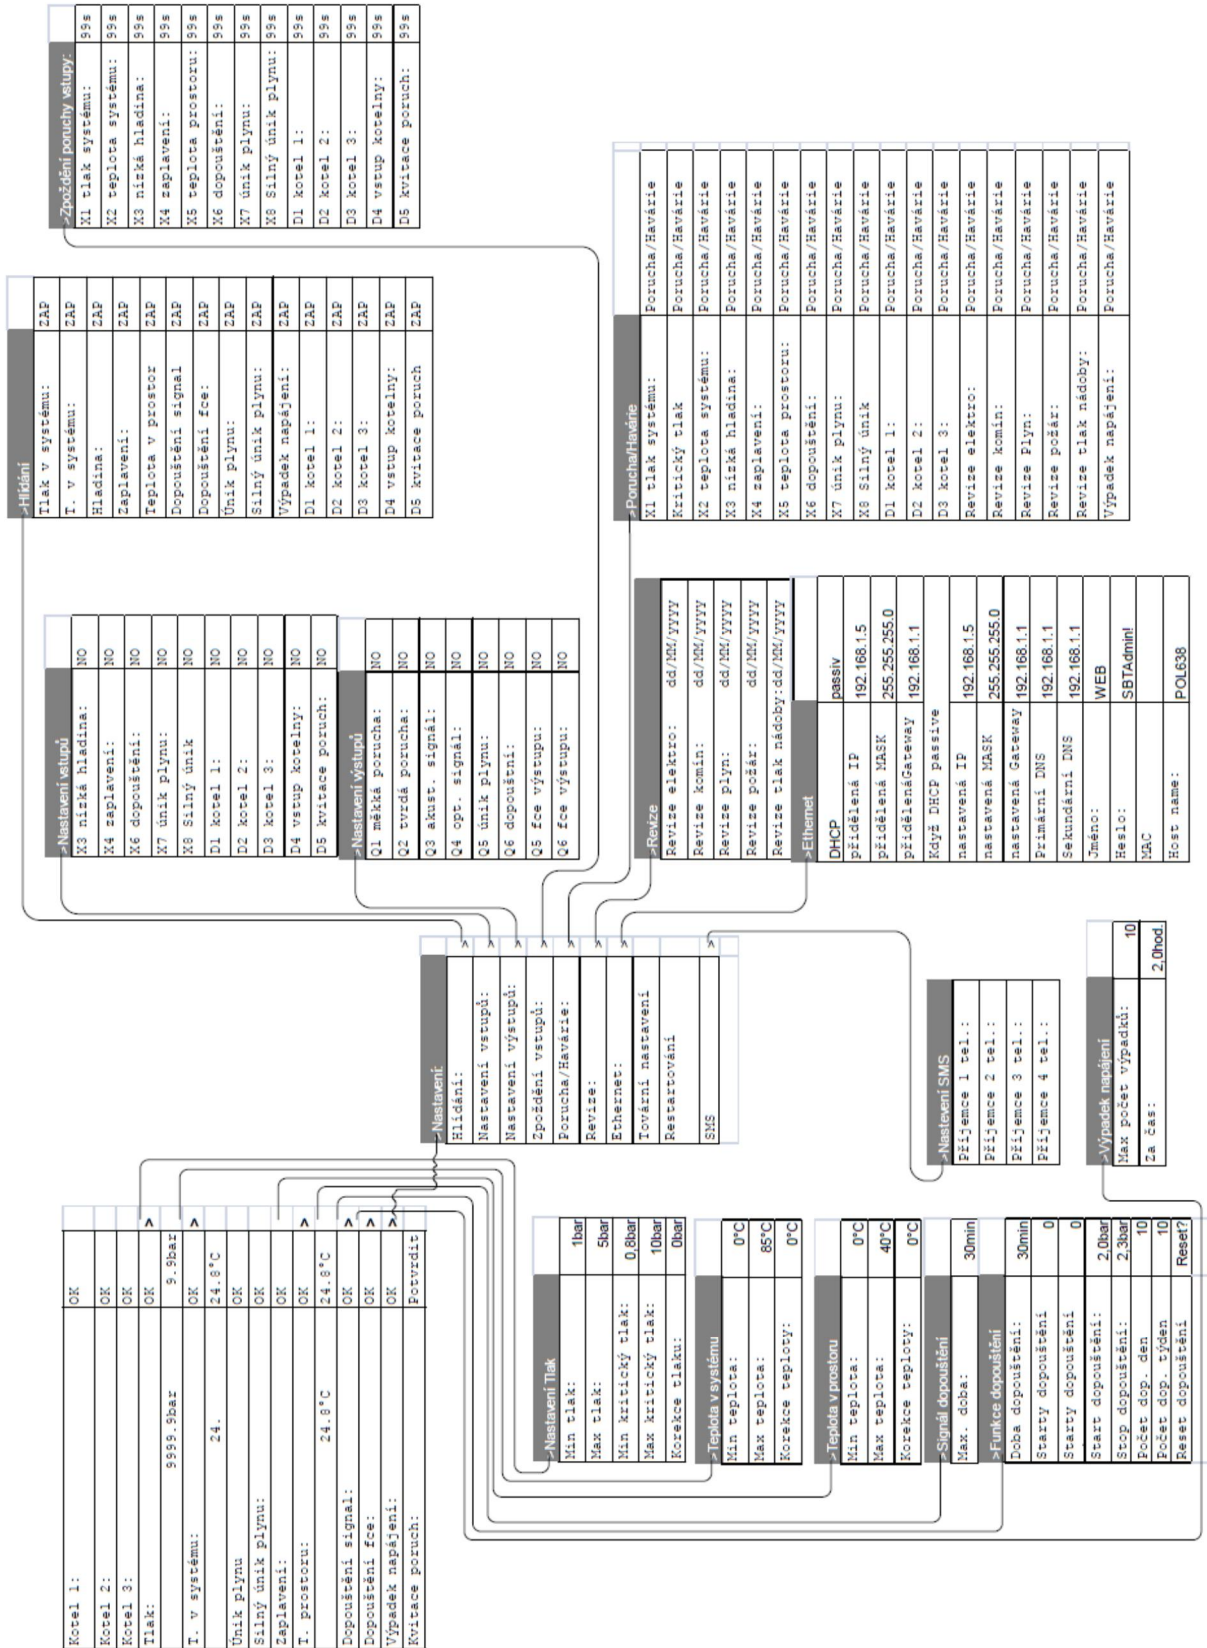 Kotel 1: OK
Kotel 2: OK
Kotel 3: OK
Tlak: OK >
9999.9bar 9.9bar
T. v systému: OK >
24. 24.8°C
Únik plynu OK
Silný únik plynu: OK
Zaplavení: OK
T. prostoru: OK >
24.8°C 24.8°C
Dopouštění signal: OK >
Dopouštění fce: OK >
Výpadek napájení: OK >
Kvitace poruch: Potvrdit
>Nastavení Tlak
Min tlak: 1bar
Max tlak: 5bar
Min kritický tlak: 0,8bar
Max kritický tlak: 10bar
Korekce tlaku: 0bar
>Teplota v systému
Min teplota: 0°C
Max teplota: 85°C
Korekce teploty: 0°C
>Teplota v prostoru
Min teplota: 0°C
Max teplota: 40°C
Korekce teploty: 0°C
>Signál dopouštění
Max. doba: 30min
>Funkce dopouštění
Doba dopouštění: 30min
Starty dopouštění 0
Starty dopouštění 0
Start dopouštění: 2,0bar
Stop dopouštění: 2,3bar
Počet dop. den 10
Počet dop. týden 10
Reset dopouštění Reset?
>Nastavení:
Hlídání: >
Nastavení vstupů: >
Nastavení výstupů: >
Zpoždění vstupů: >
Porucha/Havárie: >
Revize: >
Ethernet: >
Tovární nastavení
Restartování
SMS >
>Nastevení SMS
Příjemce 1 tel.:
Příjemce 2 tel.:
Příjemce 3 tel.:
Příjemce 4 tel.:
>Výpadek napájení
Max počet výpadků: 10
Za čas: 2,0hod.
>Nastavení vstupů
X3 nízká hladina: NO
X4 zaplavení: NO
X6 dopouštění: NO
X7 únik plynu: NO
X8 Silný únik NO
D1 kotel 1: NO
D2 kotel 2: NO
D3 kotel 3: NO
D4 vstup kotelny: NO
D5 kvitace poruch: NO
>Nastavení výstupů
Q1 měkká porucha: NO
Q2 tvrdá porucha: NO
Q3 akust. signál: NO
Q4 opt. signál: NO
Q5 únik plynu: NO
Q6 dopouštní: NO
Q5 fce výstupu: NO
Q6 fce výstupu: NO
>Revize
Revize elektro: dd/MM/yyyy
Revize komín: dd/MM/yyyy
Revize plyn: dd/MM/yyyy
Revize požár: dd/MM/yyyy
Revize tlak nádoby:dd/MM/yyyy
>Ethernet
DHCP passiv
přidělená IP 192.168.1.5
přidělená MASK 255.255.255.0
přiděленáGateway 192.168.1.1
Když DHCP passive
nastavená IP 192.168.1.5
nastavená MASK 255.255.255.0
nastavená Gateway 192.168.1.1
Primární DNS 192.168.1.1
Sekundární DNS 192.168.1.1
Jméno: WEB
Heslo: SBTAdmin!
MAC
Host name: POL638
>Hlídání
Tlak v systému: ZAP
T. v systému: ZAP
Hladina: ZAP
Zaplavení: ZAP
Teplota v prostor ZAP
Dopouštění signal ZAP
Dopouštění fce: ZAP
Únik plynu: ZAP
Silný únik plynu: ZAP
Výpadek napájení: ZAP
D1 kotel 1: ZAP
D2 kotel 2: ZAP
D3 kotel 3: ZAP
D4 vstup kotelny: ZAP
D5 kvitace poruch ZAP
>Porucha/Havárie
X1 tlak systému: Porucha/Havárie
Kritický tlak Porucha/Havárie
X2 teplota systému: Porucha/Havárie
X3 nízká hladina: Porucha/Havárie
X4 zaplavení: Porucha/Havárie
X5 teplota prostoru: Porucha/Havárie
X6 dopouštění: Porucha/Havárie
X7 únik plynu: Porucha/Havárie
X8 Silký únik Porucha/Havárie
D1 kotel 1: Porucha/Havárie
D2 kotel 2: Porucha/Havárie
D3 kotel 3: Porucha/Havárie
Revize elektro: Porucha/Havárie
Revize komín: Porucha/Havárie
Revize Plyn: Porucha/Havárie
Revize požár: Porucha/Havárie
Revize tlak nádoby: Porucha/Havárie
Výpadek napájení: Porucha/Havárie
>Zpoždění poruchy vstupy:
X1 tlak systému: 99s
X2 teplota systému: 99s
X3 nízká hladina: 99s
X4 zaplavení: 99s
X5 teplota prostoru: 99s
X6 dopouštění: 99s
X7 únik plynu: 99s
X8 Silný únik plynu: 99s
D1 kotel 1: 99s
D2 kotel 2: 99s
D3 kotel 3: 99s
D4 vstup kotelny: 99s
D5 kvitace poruch: 99s